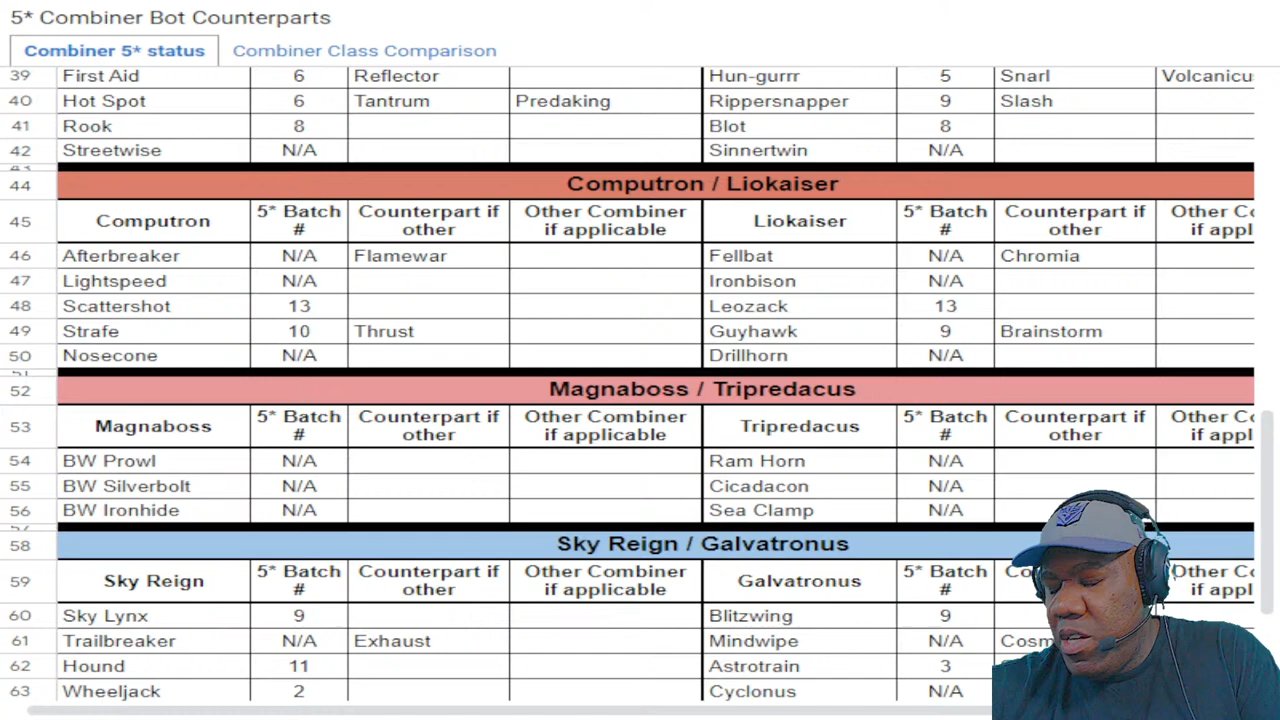 5* Combiner Bot Counterparts
Combiner 5* status Combiner Class Comparison
39 First Aid 6 Reflector Hun-gurrr 5 Snarl Volcanicu
40 Hot Spot 6 Tantrum Predaking Rippersnapper 9 Slash
41 Rook 8 Blot 8
42 Streetwise N/A Sinnertwin N/A
44 Computron / Liokaiser
45 Computron 5* Batch # Counterpart if other Other Combiner if applicable Liokaiser 5* Batch # Counterpart if other Other Co if appl
46 Afterbreaker N/A Flamewar Fellbat N/A Chromia
47 Lightspeed N/A Ironbison N/A
48 Scattershot 13 Leozack 13
49 Strafe 10 Thrust Guyhawk 9 Brainstorm
50 Nosecone N/A Drillhorn N/A
52 Magnaboss / Tripredacus
53 Magnaboss 5* Batch # Counterpart if other Other Combiner if applicable Tripredacus 5* Batch # Counterpart if other Other Co if appl
54 BW Prowl N/A Ram Horn N/A
55 BW Silverbolt N/A Cicadacon N/A
56 BW Ironhide N/A Sea Clamp N/A
58 Sky Reign / Galvatronus
59 Sky Reign 5* Batch # Counterpart if other Other Combiner if applicable Galvatronus 5* Batch # Other Co if appl
60 Sky Lynx 9 Blitzwing 9
61 Trailbreaker N/A Exhaust Mindwipe N/A Cosm
62 Hound 11 Astrotrain 3
63 Wheeljack 2 Cyclonus N/A